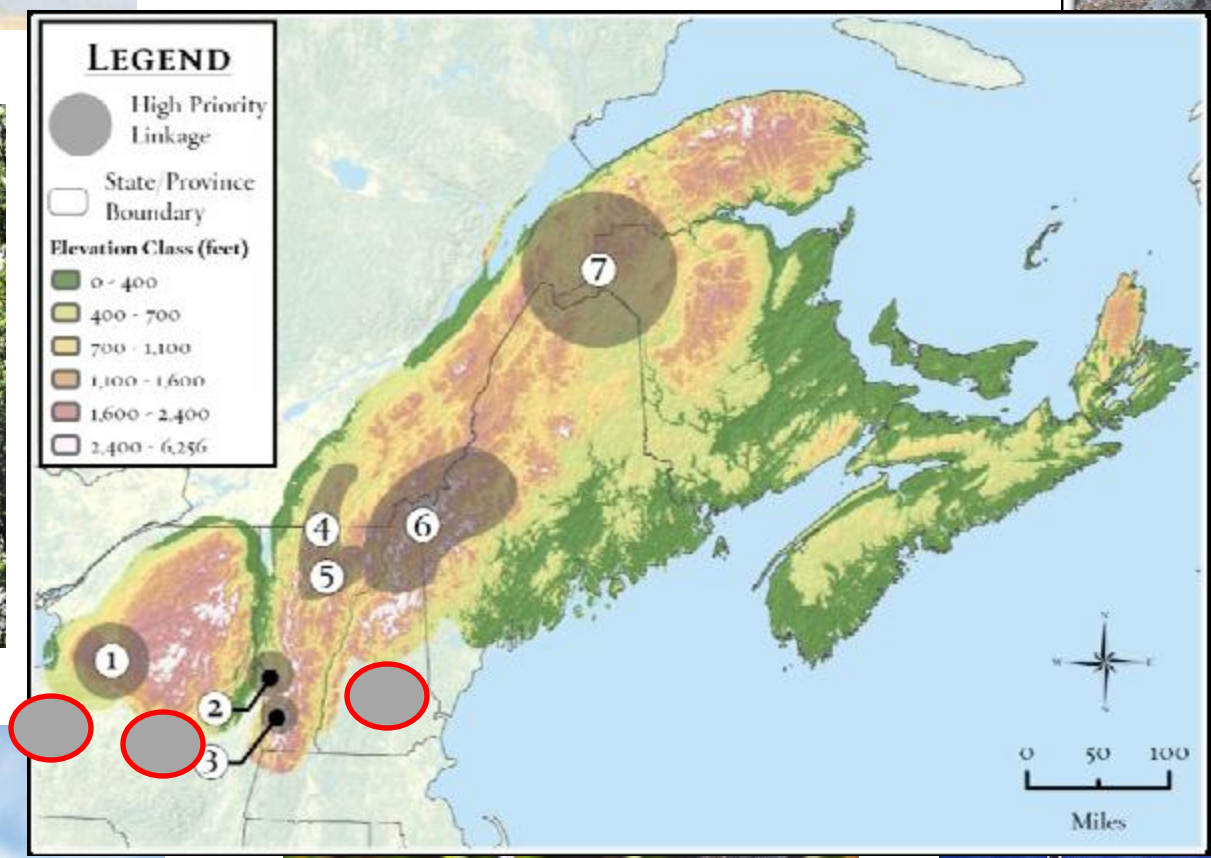 LEGEND
High Priority
Linkage
State/Province
Boundary
Elevation Class (feet)
0 - 400
400 - 700
700 - 1,100
1,100 - 1,600
1,600 - 2,400
2,400 - 6,256
7
4
6
5
1
2
3
N
W E
S
0 50 100
Miles